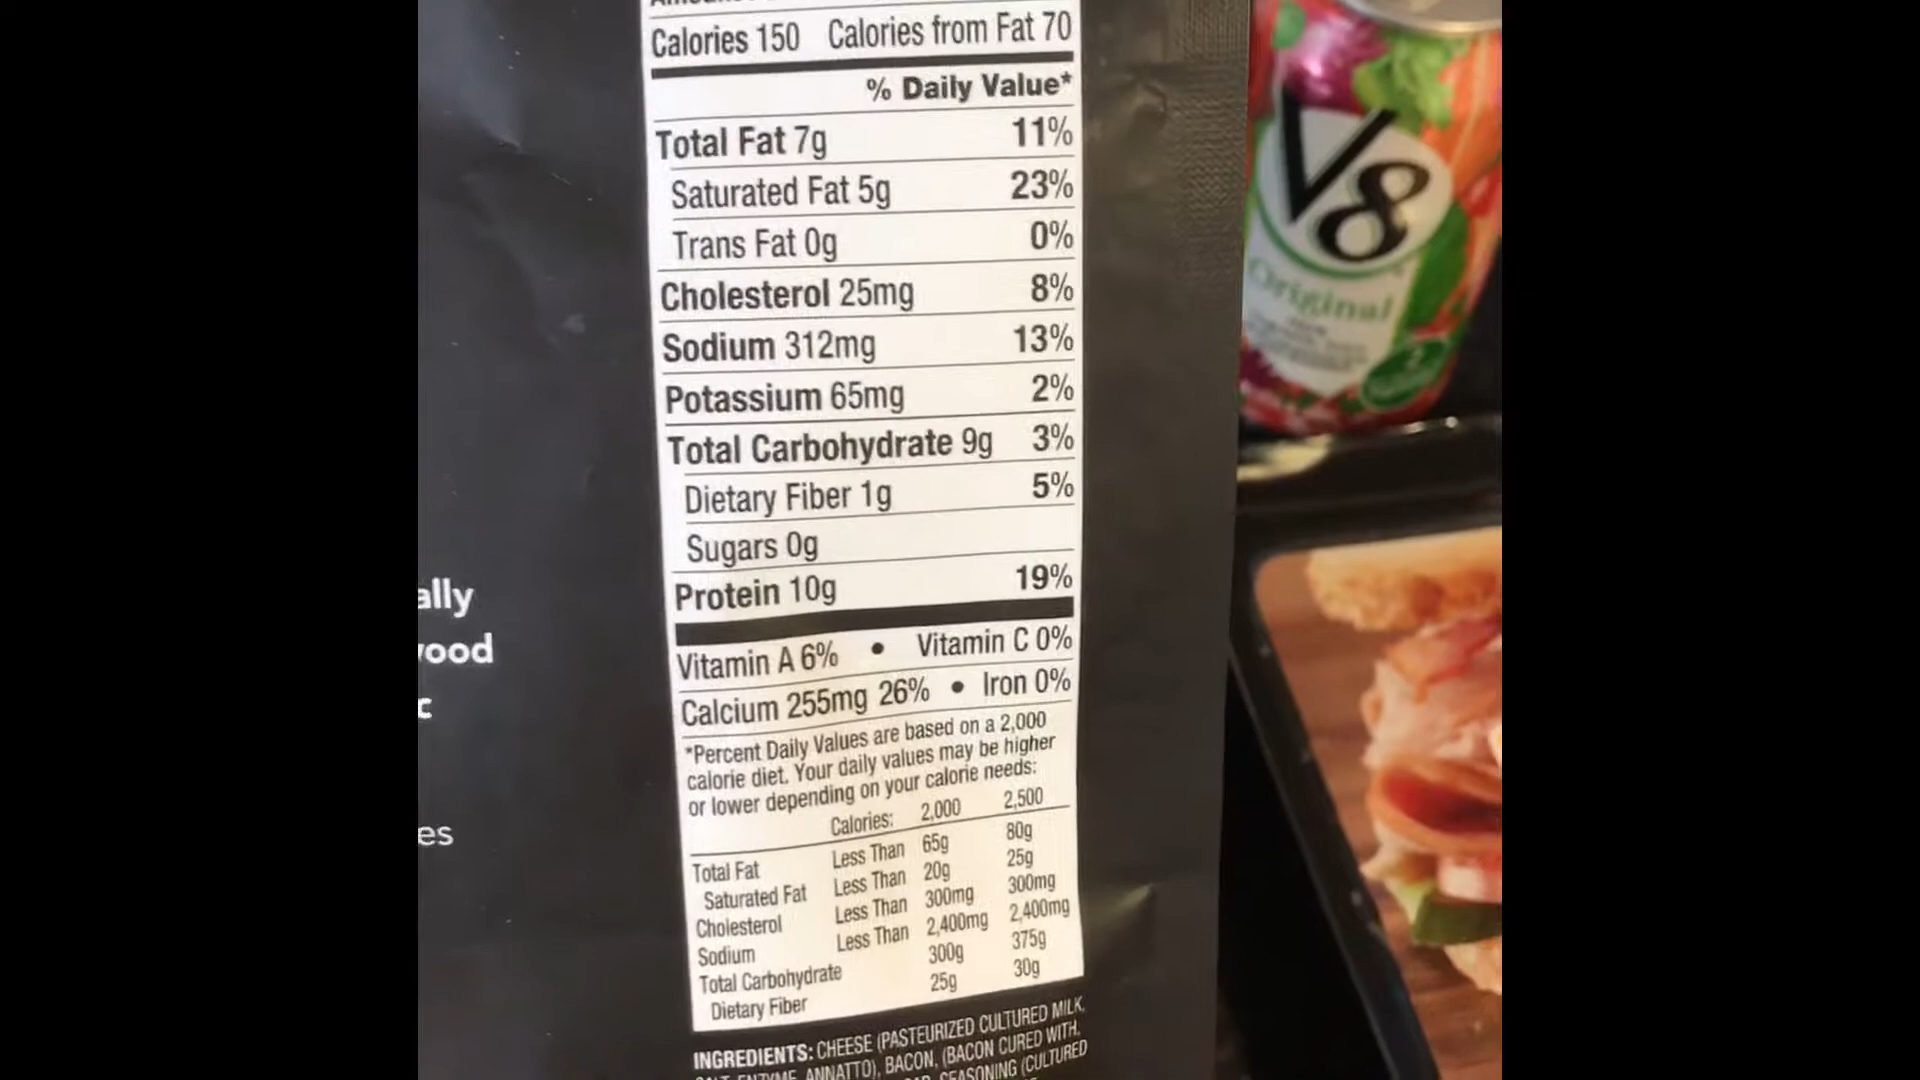 Calories 150 Calories from Fat 70
% Daily Value*
Total Fat 7g 11%
Saturated Fat 5g 23%
Trans Fat 0g 0%
Cholesterol 25mg 8%
Sodium 312mg 13%
Potassium 65mg 2%
Total Carbohydrate 9g 3%
Dietary Fiber 1g 5%
Sugars 0g
Protein 10g 19%
Vitamin A 6% • Vitamin C 0%
Calcium 255mg 26% • Iron 0%
*Percent Daily Values are based on a 2,000
calorie diet. Your daily values may be higher
or lower depending on your calorie needs:
Calories: 2,000 2,500
Total Fat Less Than 65g 80g
Saturated Fat Less Than 20g 25g
Cholesterol Less Than 300mg 300mg
Sodium Less Than 2,400mg 2,400mg
Total Carbohydrate 300g 375g
Dietary Fiber 25g 30g
INGREDIENTS: CHEESE (PASTEURIZED CULTURED MILK,
ENZYME, ANNATTO), BACON, (BACON CURED WITH,
SEASONING (CULTURED
ally
ood
c
es
V8
Original